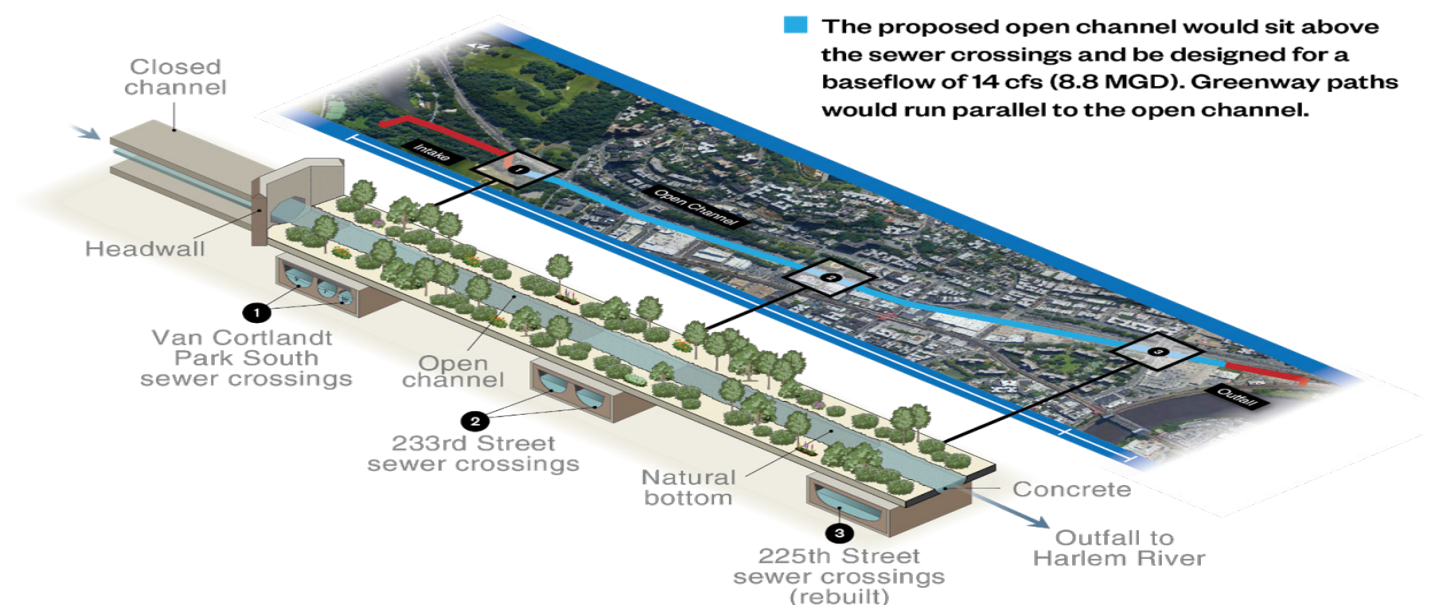 The proposed open channel would sit above
the sewer crossings and be designed for a
baseflow of 14 cfs (8.8 MGD). Greenway paths
would run parallel to the open channel.
Closed
channel
Headwall
1
Van Cortlandt
Park South
sewer crossings
Open
channel
2
233rd Street
sewer crossings
Natural
bottom
3
225th Street
sewer crossings
(rebuilt)
Concrete
Outfall to
Harlem River
Intake
1
Open Channel
2
3
Outfall